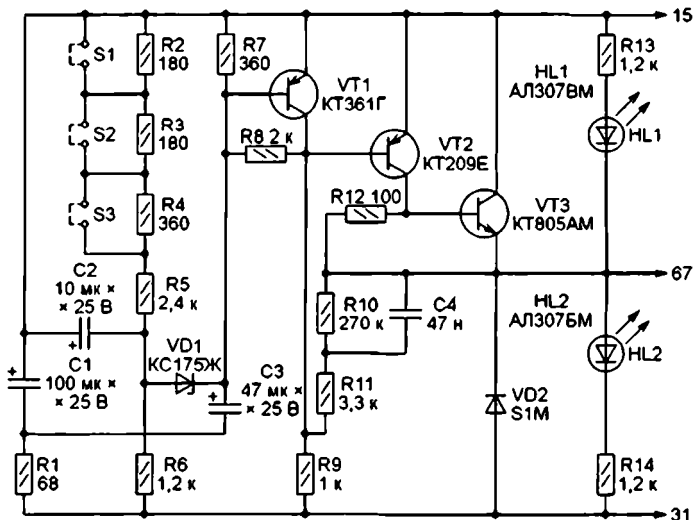 15
S1
R2
180
R7
360
VT1
КТ361Г
HL1
АЛ307ВМ
R13
1,2 к
HL1
S2
R3
180
R8 2 к
VT2
КТ209Е
S3
R4
360
R12 100
VT3
КТ805АМ
67
C2
10 мк ×
× 25 В
R5
2,4 к
R10
270 к
C4
47 н
HL2
АЛ307БМ
HL2
VD1
КС175Ж
C1
100 мк ×
× 25 В
C3
47 мк ×
× 25 В
R11
3,3 к
VD2
S1M
R1
68
R6
1,2 к
R9
1 к
R14
1,2 к
31
+
+
+